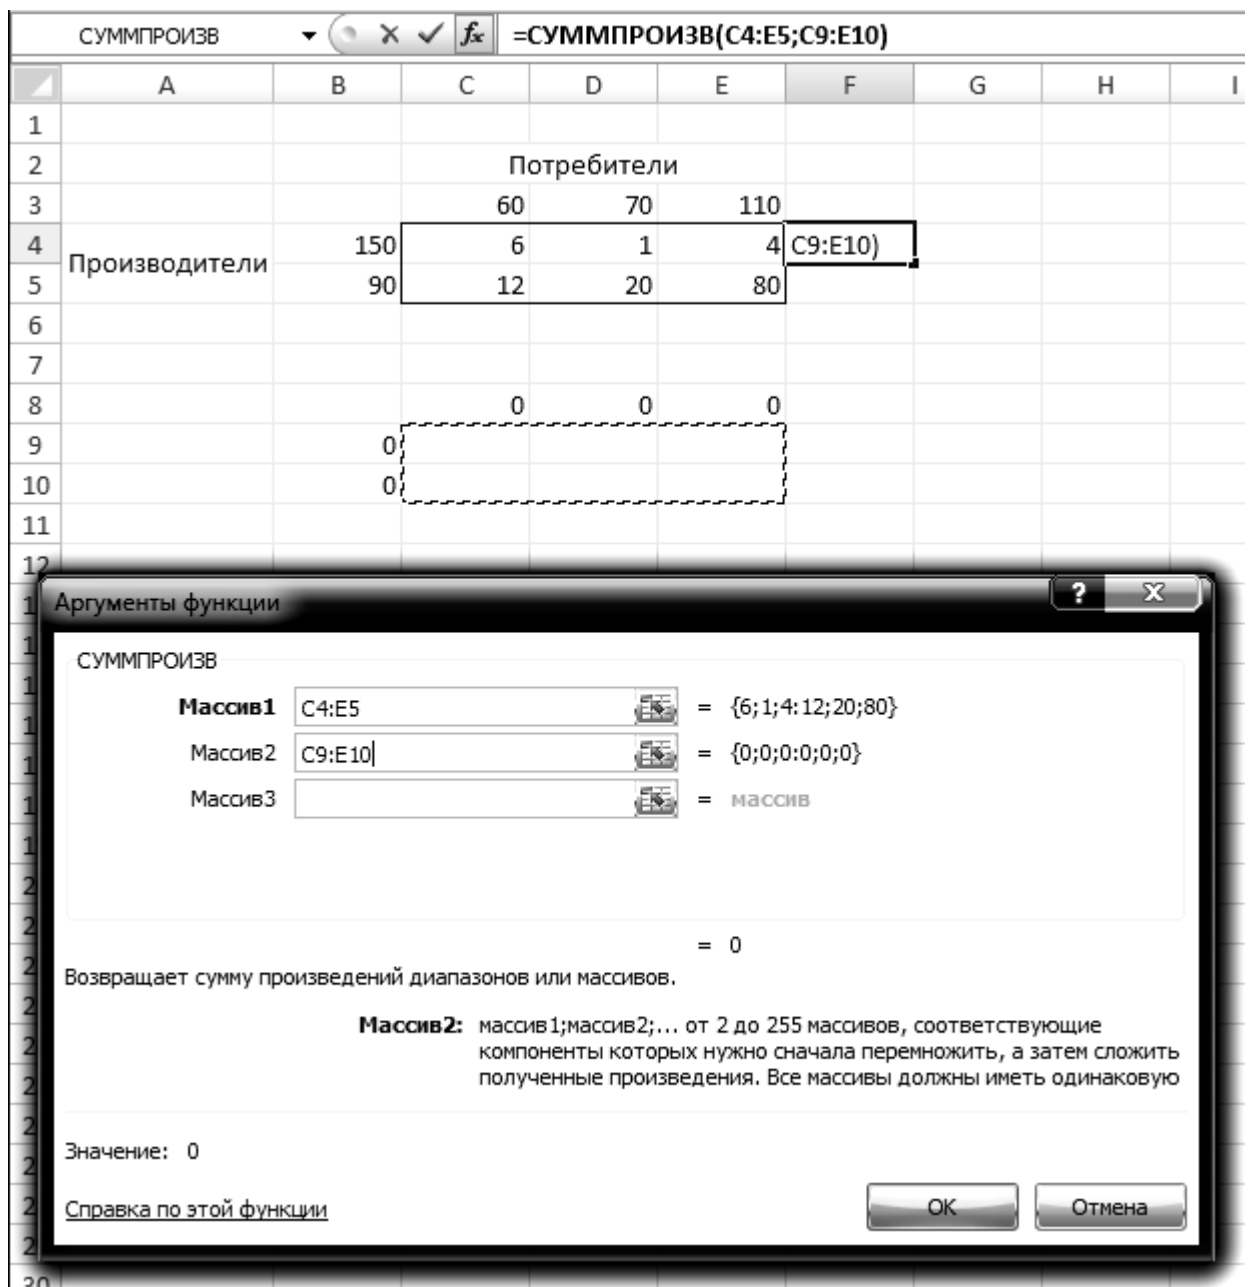 СУММПРОИЗВ fx =СУММПРОИЗВ(C4:E5;C9:E10)
A B C D E F G H I
1
2 Потребители
3 60 70 110
4 150 6 1 4 C9:E10)
Производители
5 90 12 20 80
6
7
8 0 0 0
9 0
10 0
11
12
Аргументы функции ? X
СУММПРОИЗВ
Массив1 C4:E5 = {6;1;4:12;20;80}
Массив2 C9:E10 = {0;0;0:0;0;0}
Массив3 = массив
= 0
Возвращает сумму произведений диапазонов или массивов.
Массив2: массив1;массив2;... от 2 до 255 массивов, соответствующие
компоненты которых нужно сначала перемножить, а затем сложить
полученные произведения. Все массивы должны иметь одинаковую
Значение: 0
Справка по этой функции OK Отмена
30